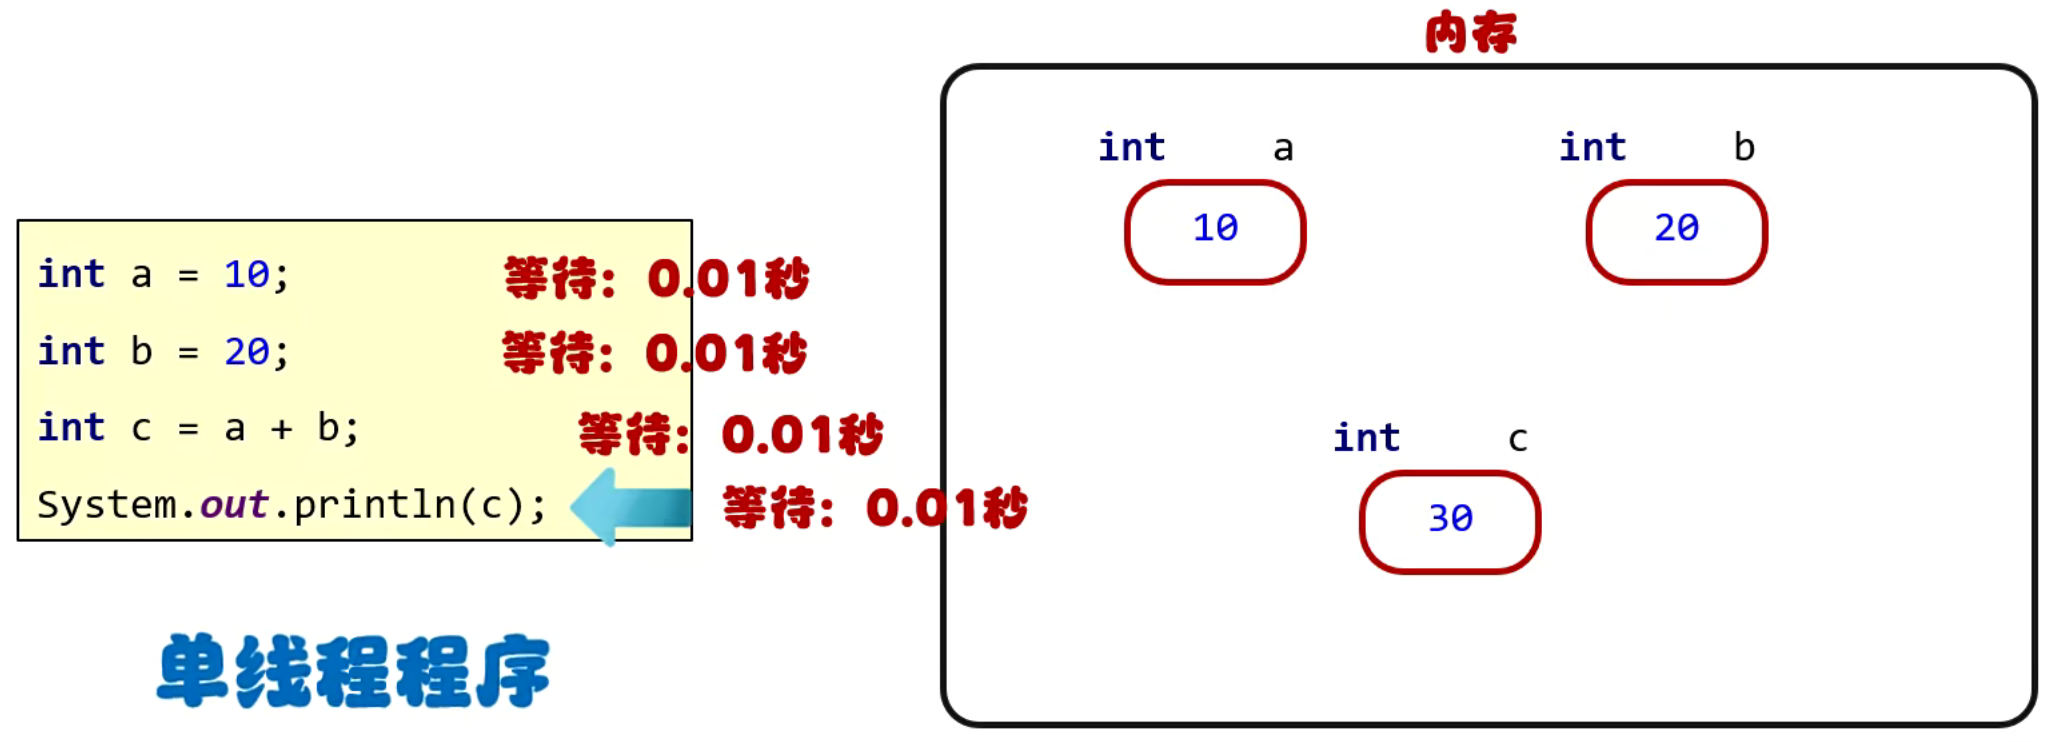 内存
int a
int b
10
20
int a = 10; 等待: 0.01秒
int b = 20; 等待: 0.01秒
int c = a + b; 等待: 0.01秒
int c
System.out.println(c); 等待: 0.01秒
30
单线程程序